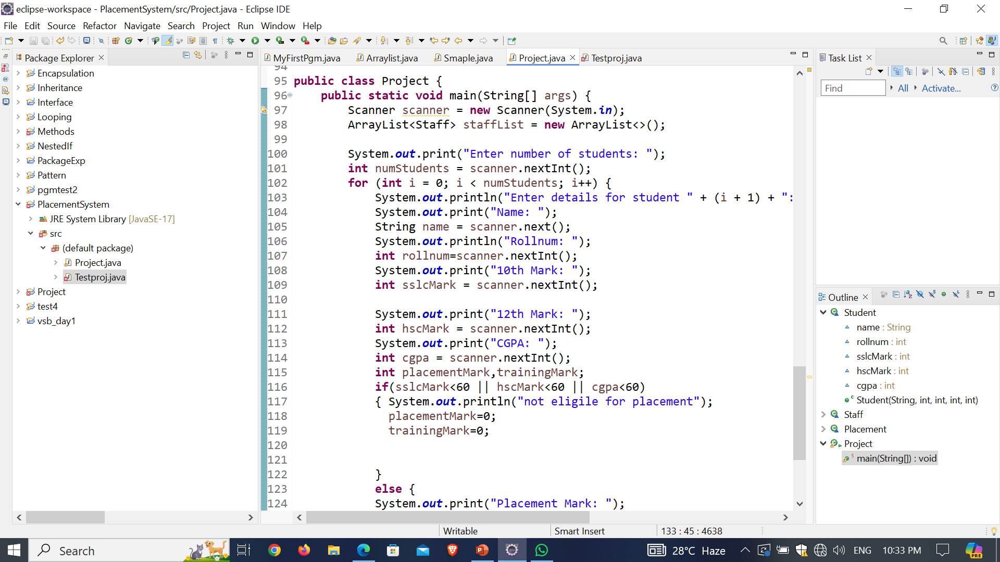 eclipse-workspace - PlacementSystem/src/Project.java - Eclipse IDE
File Edit Source Refactor Navigate Search Project Run Window Help
Package Explorer
Encapsulation
Inheritance
Interface
Looping
Methods
NestedIf
PackageExp
Pattern
pgmtest2
PlacementSystem
JRE System Library [JavaSE-17]
src
(default package)
Project.java
Testproj.java
Project
test4
vsb_day1
MyFirstPgm.java Arraylist.java Smaple.java Project.java Testproj.java
94
95 public class Project {
96 public static void main(String[] args) {
97 Scanner scanner = new Scanner(System.in);
98 ArrayList<Staff> staffList = new ArrayList<>();
99
100 System.out.print("Enter number of students: ");
101 int numStudents = scanner.nextInt();
102 for (int i = 0; i < numStudents; i++) {
103 System.out.println("Enter details for student " + (i + 1) + ":
104 System.out.print("Name: ");
105 String name = scanner.next();
106 System.out.println("Rollnum: ");
107 int rollnum=scanner.nextInt();
108 System.out.print("10th Mark: ");
109 int sslcMark = scanner.nextInt();
110
111 System.out.print("12th Mark: ");
112 int hscMark = scanner.nextInt();
113 System.out.print("CGPA: ");
114 int cgpa = scanner.nextInt();
115 int placementMark,trainingMark;
116 if(sslcMark<60 || hscMark<60 || cgpa<60)
117 { System.out.println("not eligile for placement");
118 placementMark=0;
119 trainingMark=0;
120
121
122 }
123 else {
124 System.out.print("Placement Mark: ");
Task List
Find All Activate...
Outline
Student
name : String
rollnum : int
sslcMark : int
hscMark : int
cgpa : int
Student(String, int, int, int, int)
Staff
Placement
Project
main(String[]) : void
Writable Smart Insert 133 : 45 : 4638
Search 28°C Haze ENG 10:33 PM
PRE